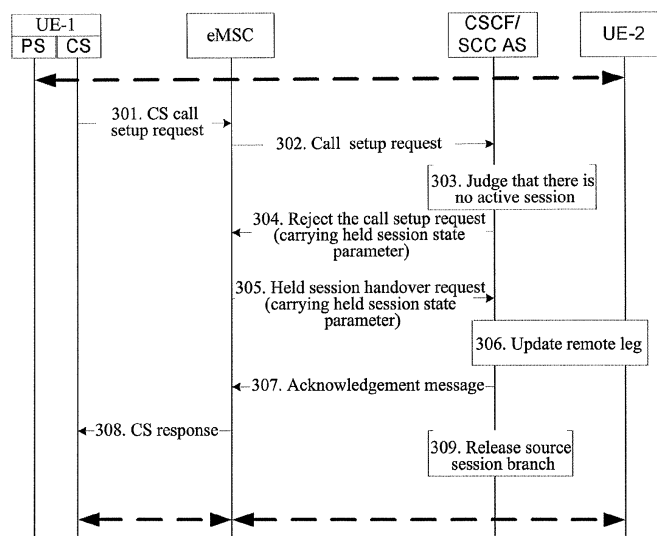 UE-1
PS CS
eMSC
CSCF/
SCC AS
UE-2
301. CS call
setup request
302. Call setup request
303. Judge that there is
no active session
304. Reject the call setup request
(carrying held session state
parameter)
305. Held session handover request
(carrying held session state
parameter)
306. Update remote leg
307. Acknowledgement message
308. CS response
309. Release source
session branch